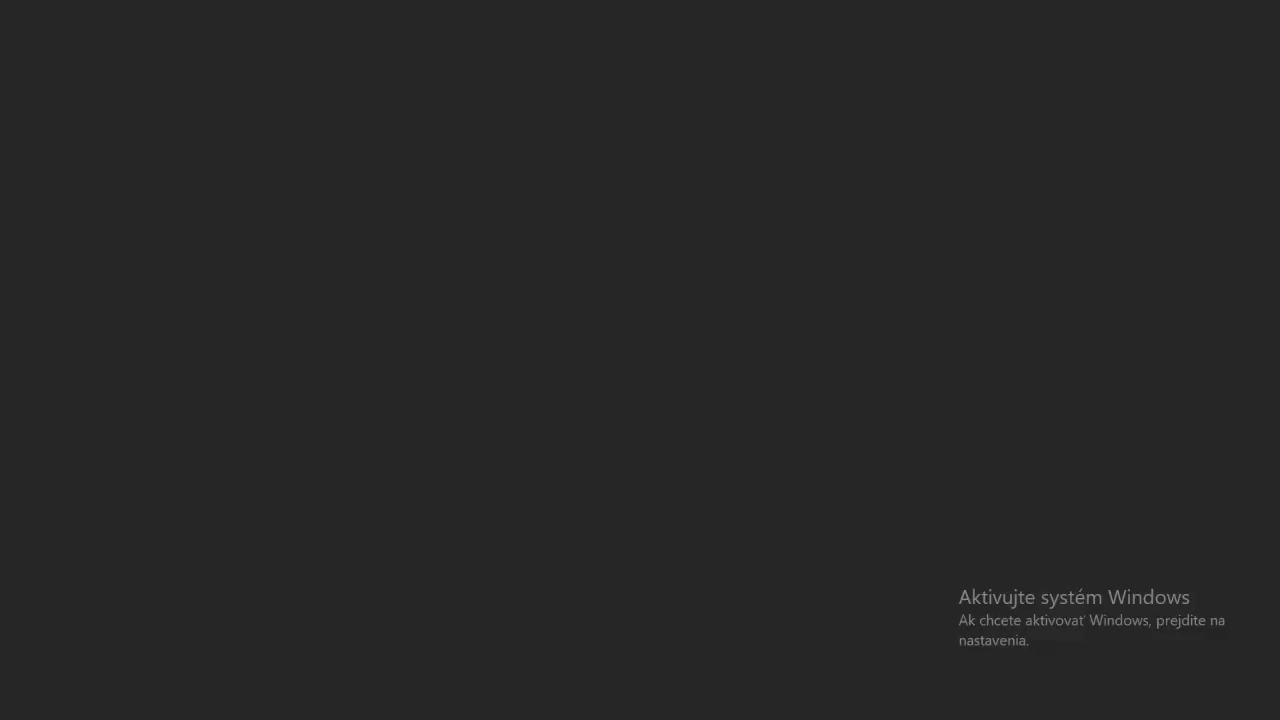 Aktivujte systém Windows
Ak chcete aktivovať Windows, prejdite na
nastavenia.